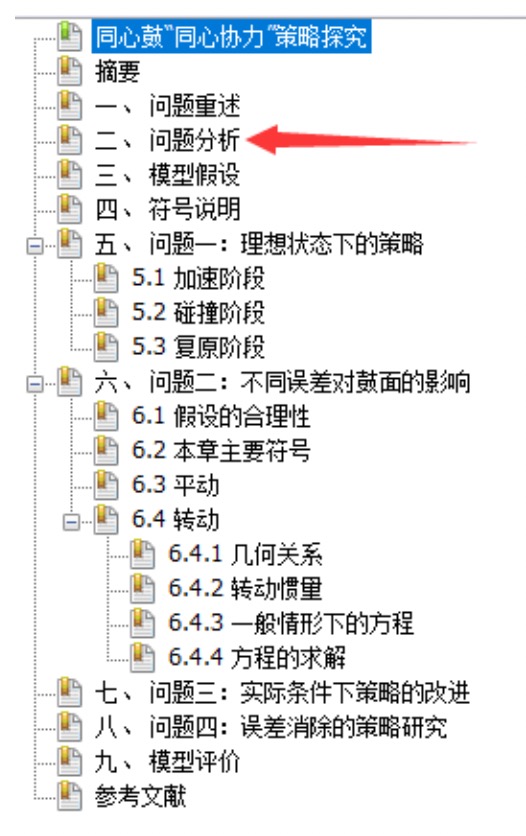 同心鼓"同心协力"策略探究
摘要
一、 问题重述
二、 问题分析
三、 模型假设
四、 符号说明
五、 问题一：理想状态下的策略
5.1 加速阶段
5.2 碰撞阶段
5.3 复原阶段
六、 问题二：不同误差对鼓面的影响
6.1 假设的合理性
6.2 本章主要符号
6.3 平动
6.4 转动
6.4.1 几何关系
6.4.2 转动惯量
6.4.3 一般情形下的方程
6.4.4 方程的求解
七、 问题三：实际条件下策略的改进
八、 问题四：误差消除的策略研究
九、 模型评价
参考文献